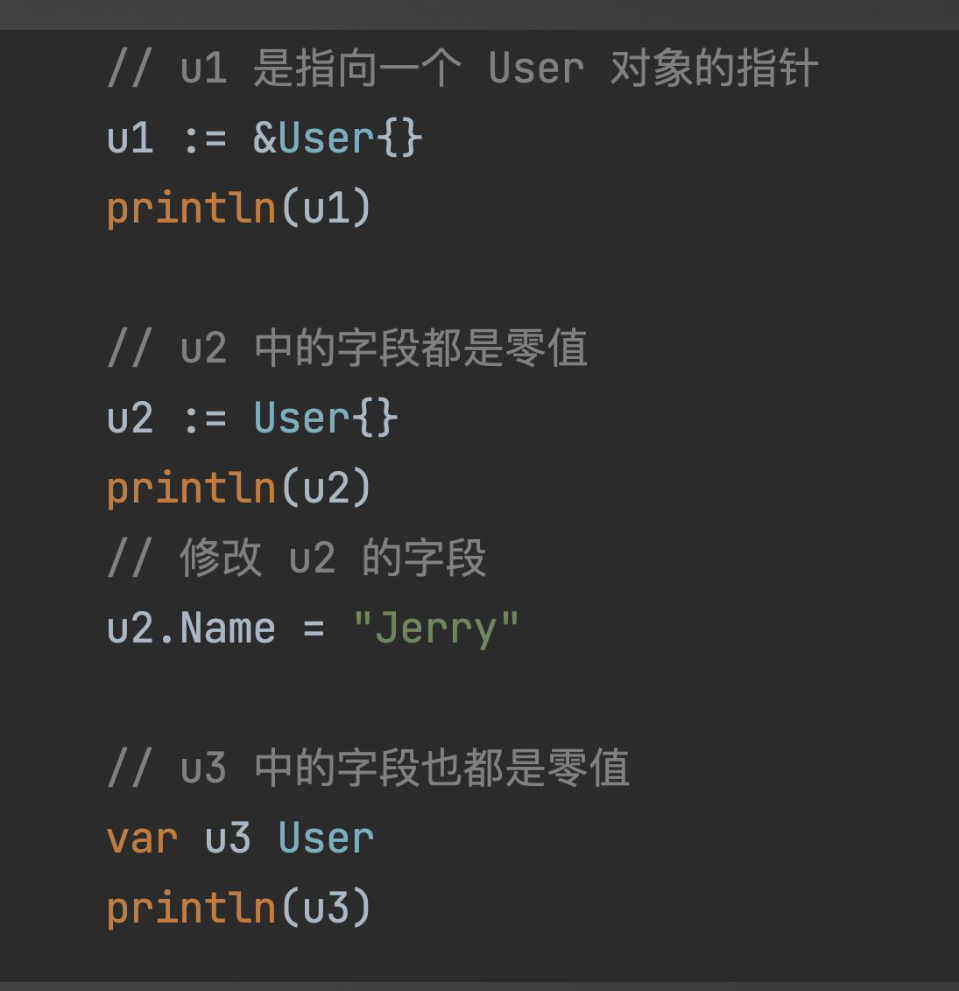 // u1 是指向一个 User 对象的指针
u1 := &User{}
println(u1)
// u2 中的字段都是零值
u2 := User{}
println(u2)
// 修改 u2 的字段
u2.Name = "Jerry"
// u3 中的字段也都是零值
var u3 User
println(u3)